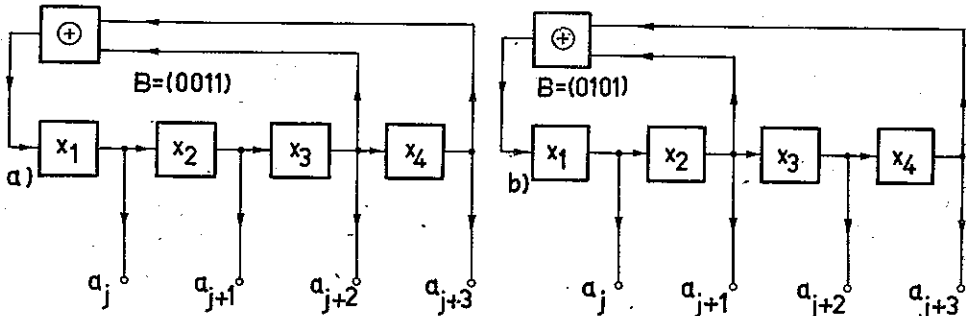 ⊕
B=(0011)
x1 x2 x3 x4
a)
aj aj+1 aj+2 aj+3
⊕
B=(0101)
x1 x2 x3 x4
b)
aj aj+1 aj+2 aj+3